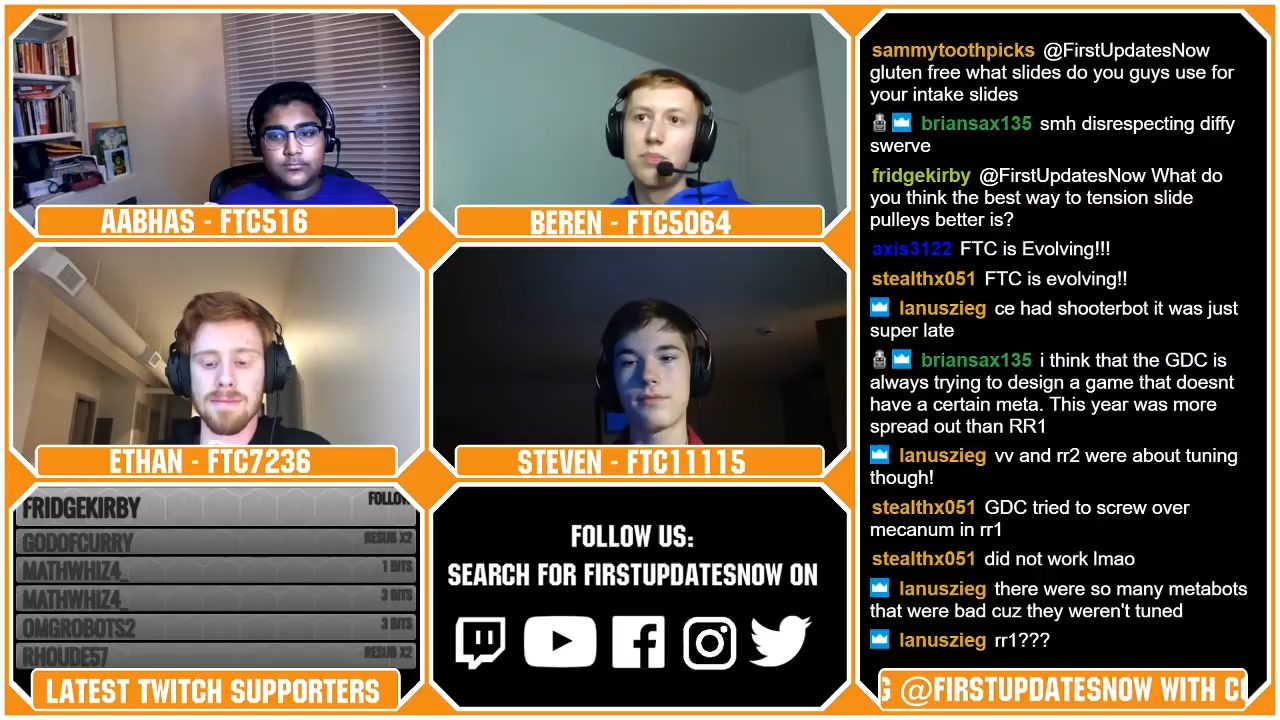 AABHAS - FTC516
BEREN - FTC5064
ETHAN - FTC7236
STEVEN - FTC11115
FRIDGEKIRBY FOLLOW
GODOFCURRY RESUB X2
MATHWHIZ4_ 1 BITS
MATHWHIZ4_ 3 BITS
OMGROBOTS2 3 BITS
RHOUDE57 RESUB X2
LATEST TWITCH SUPPORTERS
FOLLOW US:
SEARCH FOR FIRSTUPDATESNOW ON
sammytoothpicks @FirstUpdatesNow
gluten free what slides do you guys use for
your intake slides
briansax135 smh disrespecting diffy
swerve
fridgekirby @FirstUpdatesNow What do
you think the best way to tension slide
pulleys better is?
axis3122 FTC is Evolving!!!
stealthx051 FTC is evolving!!
lanuszieg ce had shooterbot it was just
super late
briansax135 i think that the GDC is
always trying to design a game that doesnt
have a certain meta. This year was more
spread out than RR1
lanuszieg vv and rr2 were about tuning
though!
stealthx051 GDC tried to screw over
mecanum in rr1
stealthx051 did not work lmao
lanuszieg there were so many metabots
that were bad cuz they weren't tuned
lanuszieg rr1???
G @FIRSTUPDATESNOW WITH